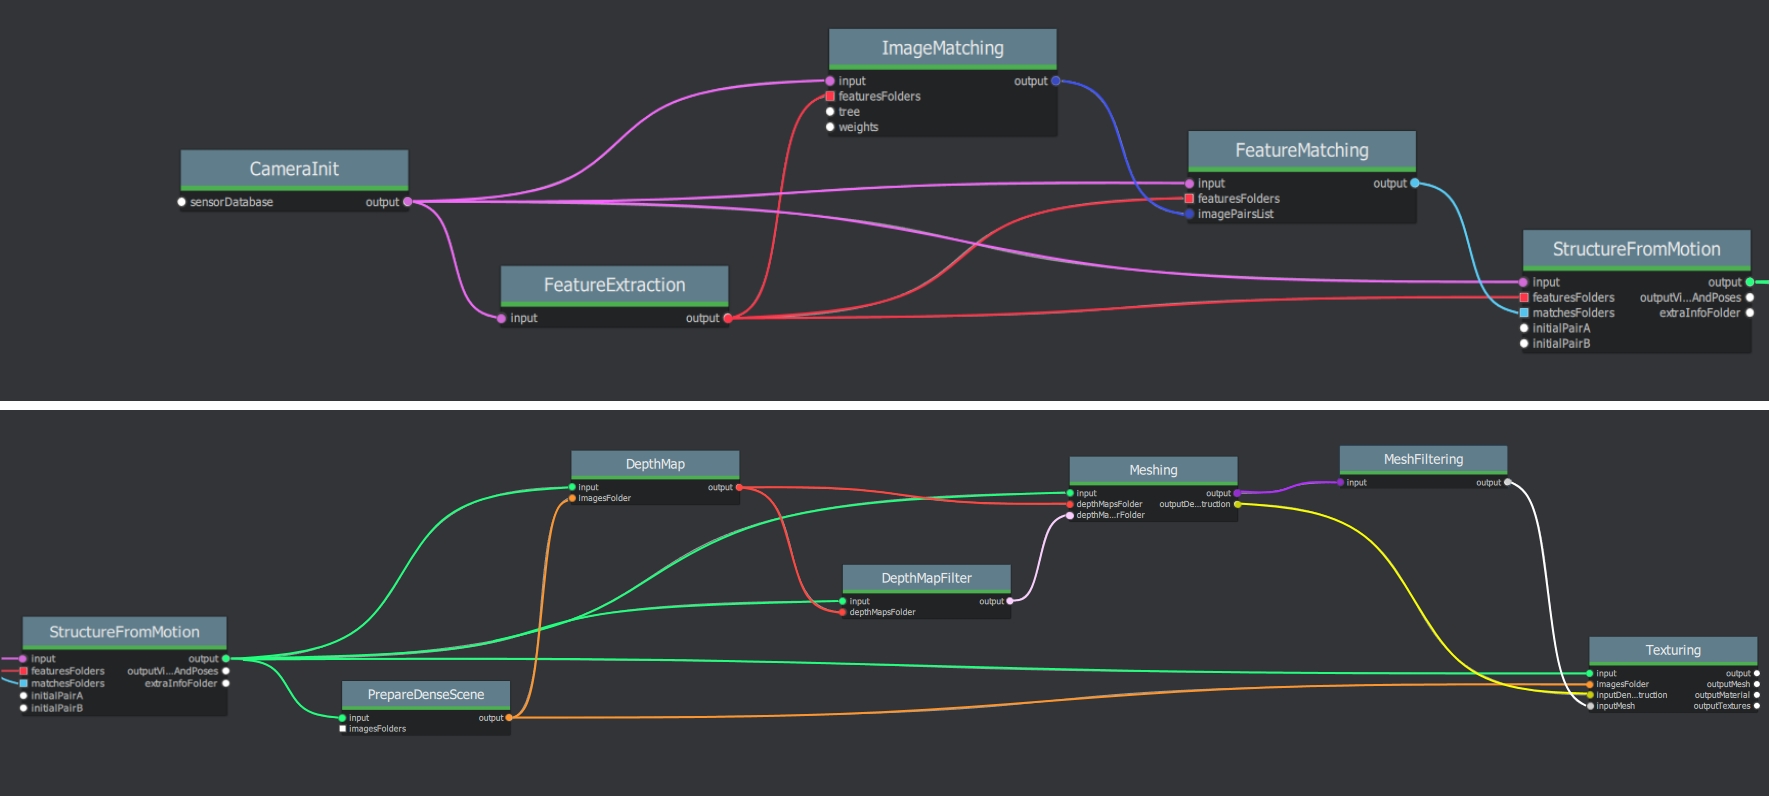 ImageMatching
input output
featuresFolders
tree
weights
FeatureMatching
input output
featuresFolders
imagePairsList
CameraInit
sensorDatabase output
StructureFromMotion
input output
featuresFolders outputVi...AndPoses
matchesFolders extraInfoFolder
initialPairA
initialPairB
FeatureExtraction
input output
DepthMap
input output
imagesFolder
Meshing
input output
depthMapsFolder outputDe...truction
depthMa...rFolder
MeshFiltering
input output
DepthMapFilter
input output
depthMapsFolder
StructureFromMotion
input output
featuresFolders outputVi...AndPoses
matchesFolders extraInfoFolder
initialPairA
initialPairB
PrepareDenseScene
input output
imagesFolders
Texturing
input output
imagesFolder outputMesh
inputDen...truction outputMaterial
inputMesh outputTextures